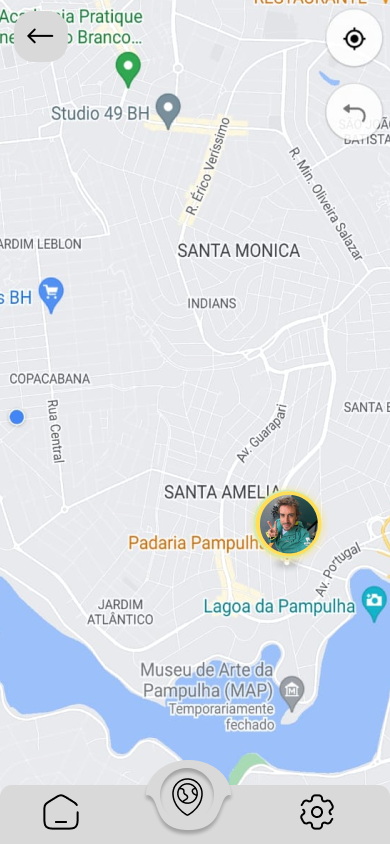 RESTAURANTE
Academia Pratique
Branco...
Studio 49 BH
SÃO JOÃO
BATISTA
R. Érico Veríssimo
R. Min. Oliveira Salazar
JARDIM LEBLON
SANTA MONICA
s BH
INDIANS
COPACABANA
SANTA B
Rua Central
Av. Guarapari
SANTA AMELIA
Padaria Pampulha
Av. Portugal
JARDIM
ATLÂNTICO
Lagoa da Pampulha
Museu de Arte da
Pampulha (MAP)
Temporariamente
fechado